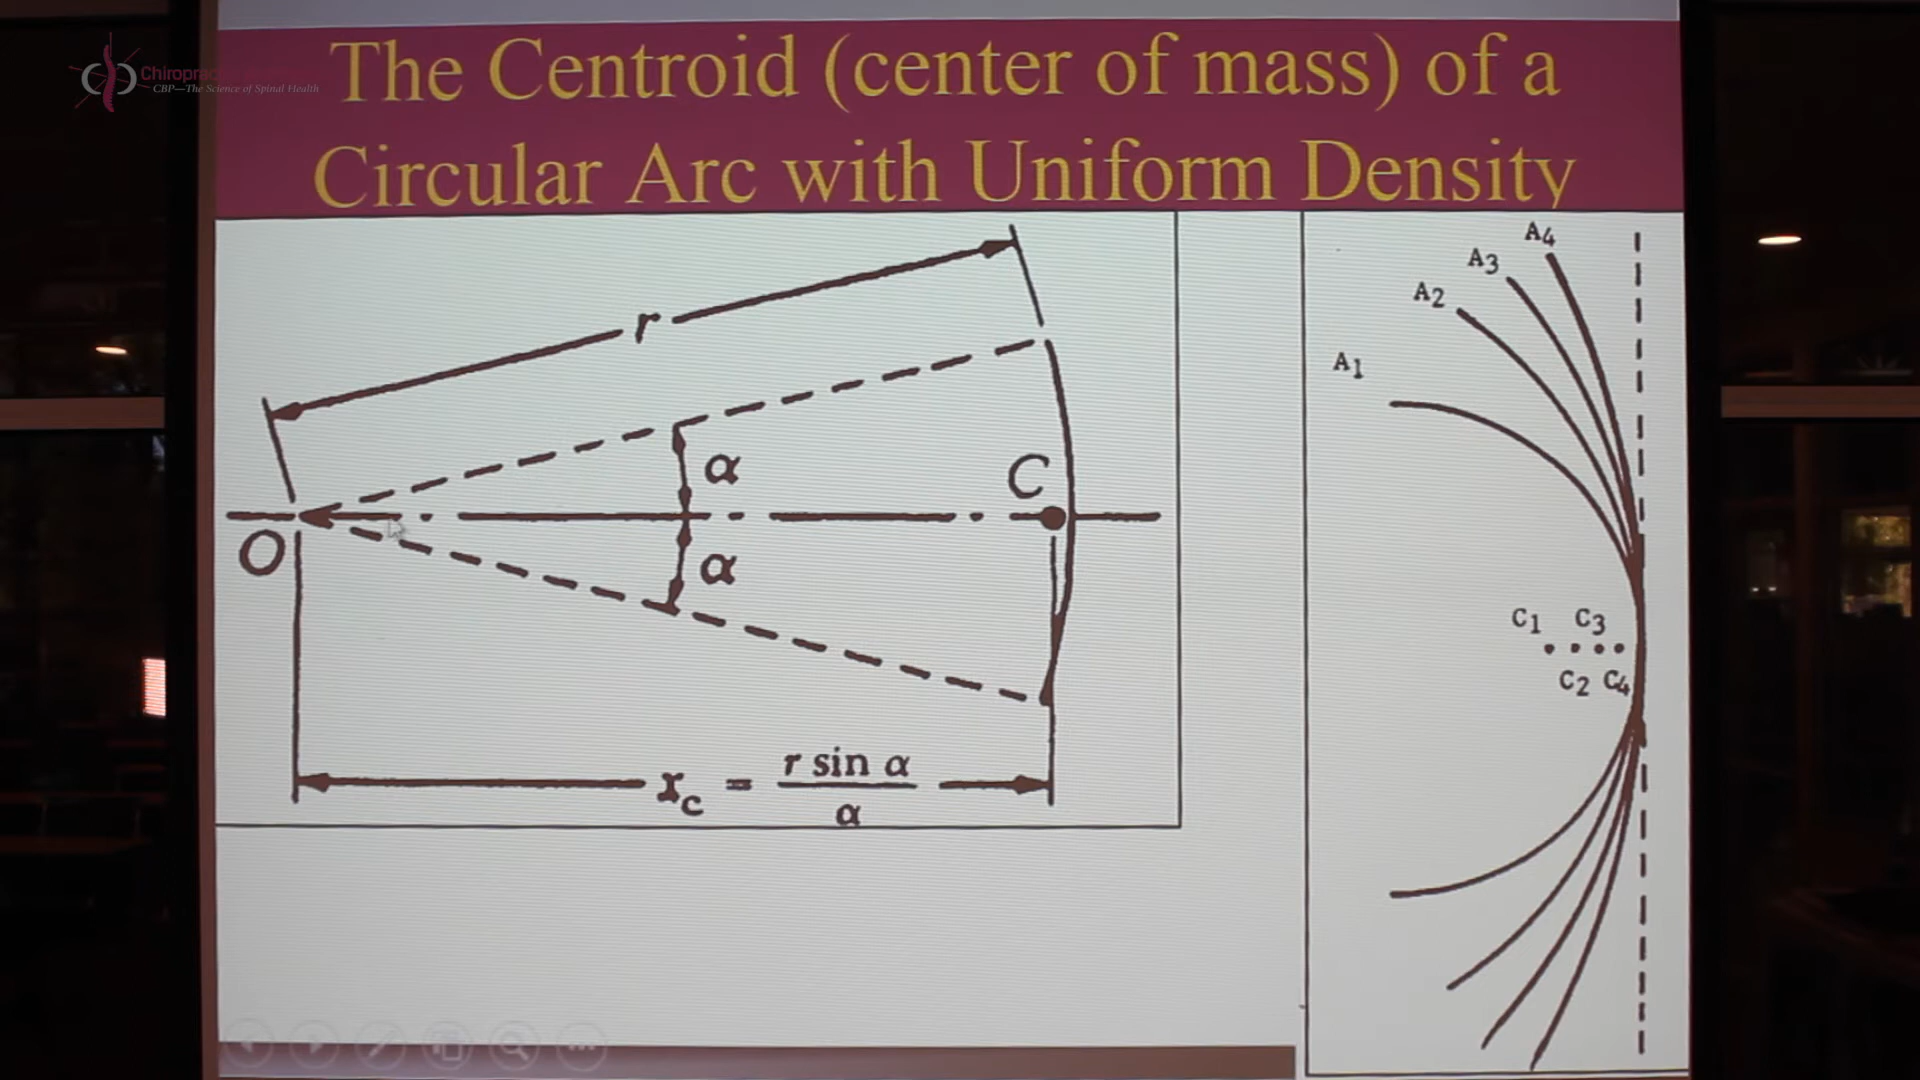 The Centroid (center of mass) of a
Circular Arc with Uniform Density
CBP—The Science of Spinal Health
r
α
α
O
C
x_c = r sin α / α
A4
A3
A2
A1
C1 C3
C2 C4